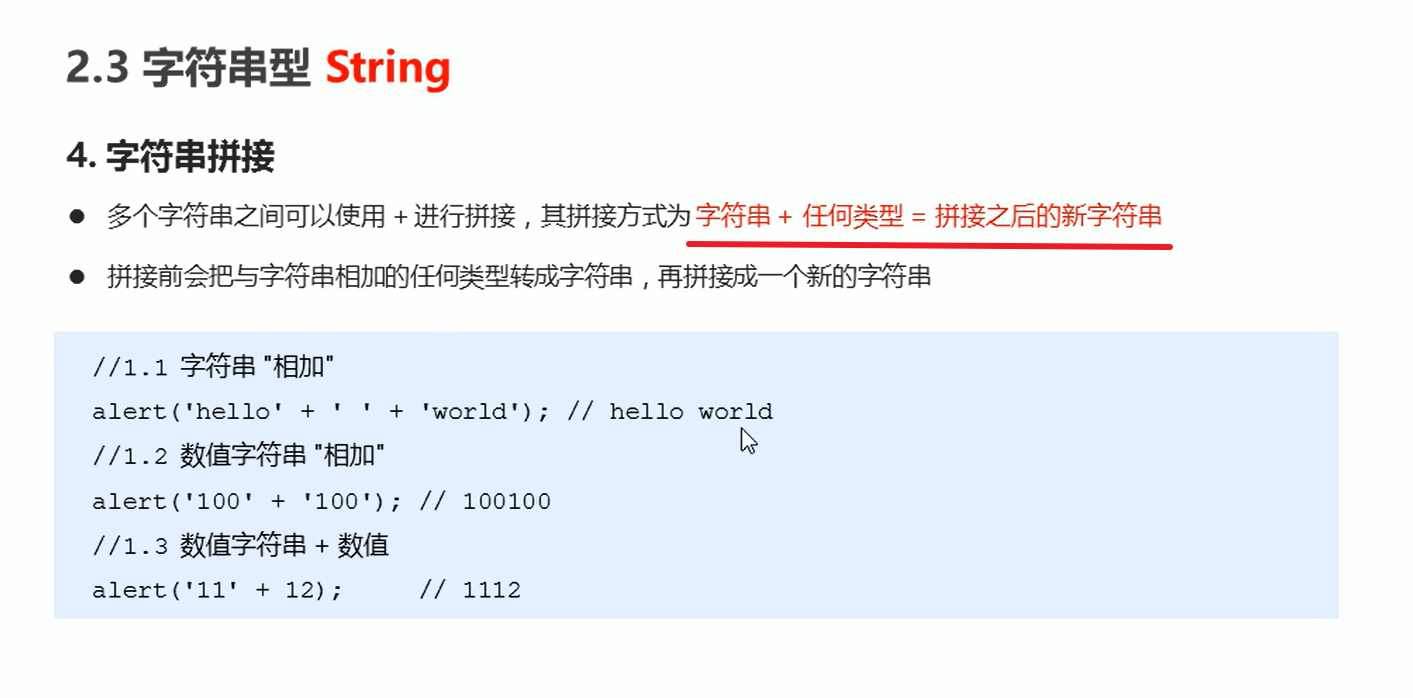 2.3 字符串型 String
4. 字符串拼接
● 多个字符串之间可以使用 + 进行拼接，其拼接方式为 字符串 + 任何类型 = 拼接之后的新字符串
● 拼接前会把与字符串相加的任何类型转成字符串，再拼接成一个新的字符串
//1.1 字符串 "相加"
alert('hello' + ' ' + 'world'); // hello world
//1.2 数值字符串 "相加"
alert('100' + '100'); // 100100
//1.3 数值字符串 + 数值
alert('11' + 12);     // 1112